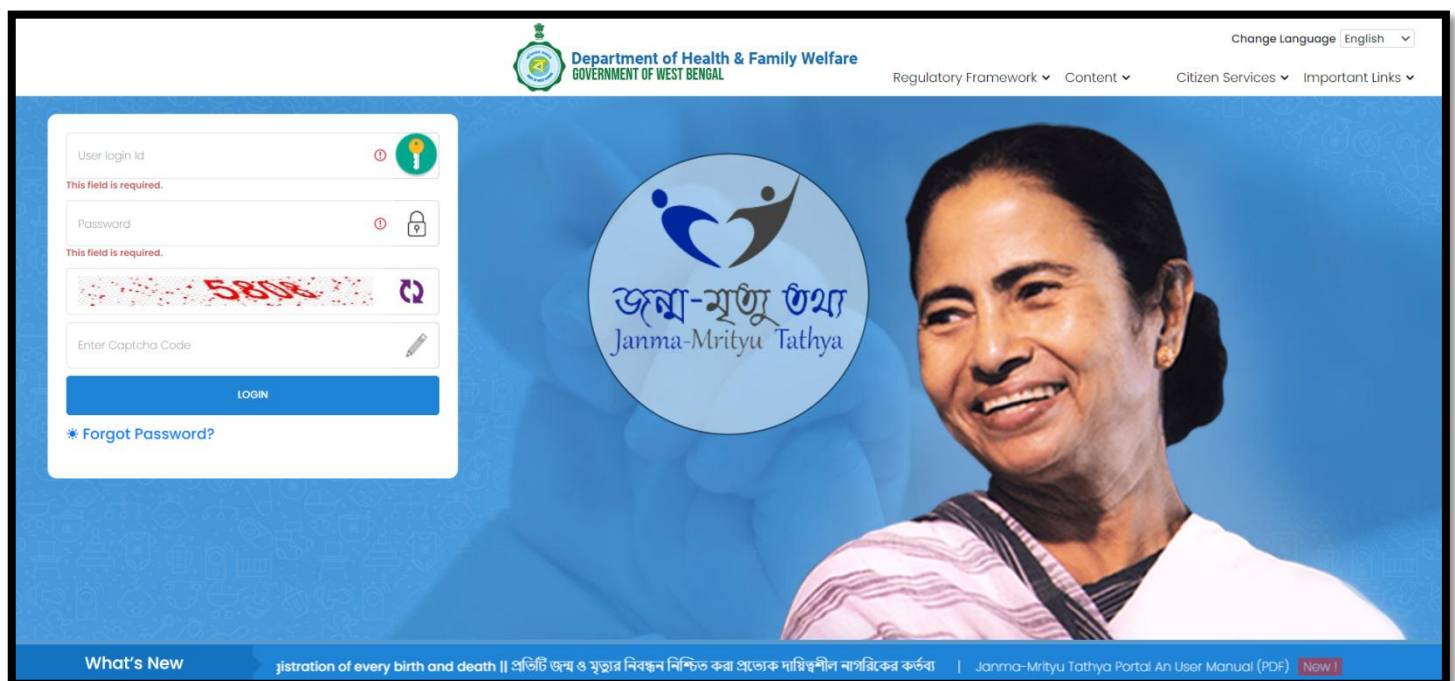 Change Language English
Department of Health & Family Welfare
GOVERNMENT OF WEST BENGAL
Regulatory Framework Content Citizen Services Important Links
User login Id
This field is required.
Password
This field is required.
5808
Enter Captcha Code
LOGIN
Forgot Password?
জন্ম-মৃত্যু তথ্য
Janma-Mrityu Tathya
What's New gistration of every birth and death || প্রতিটি জন্ম ও মৃত্যুর নিবন্ধন নিশ্চিত করা প্রত্যেক দায়িত্বশীল নাগরিকের কর্তব্য | Janma-Mrityu Tathya Portal An User Manual (PDF) New !